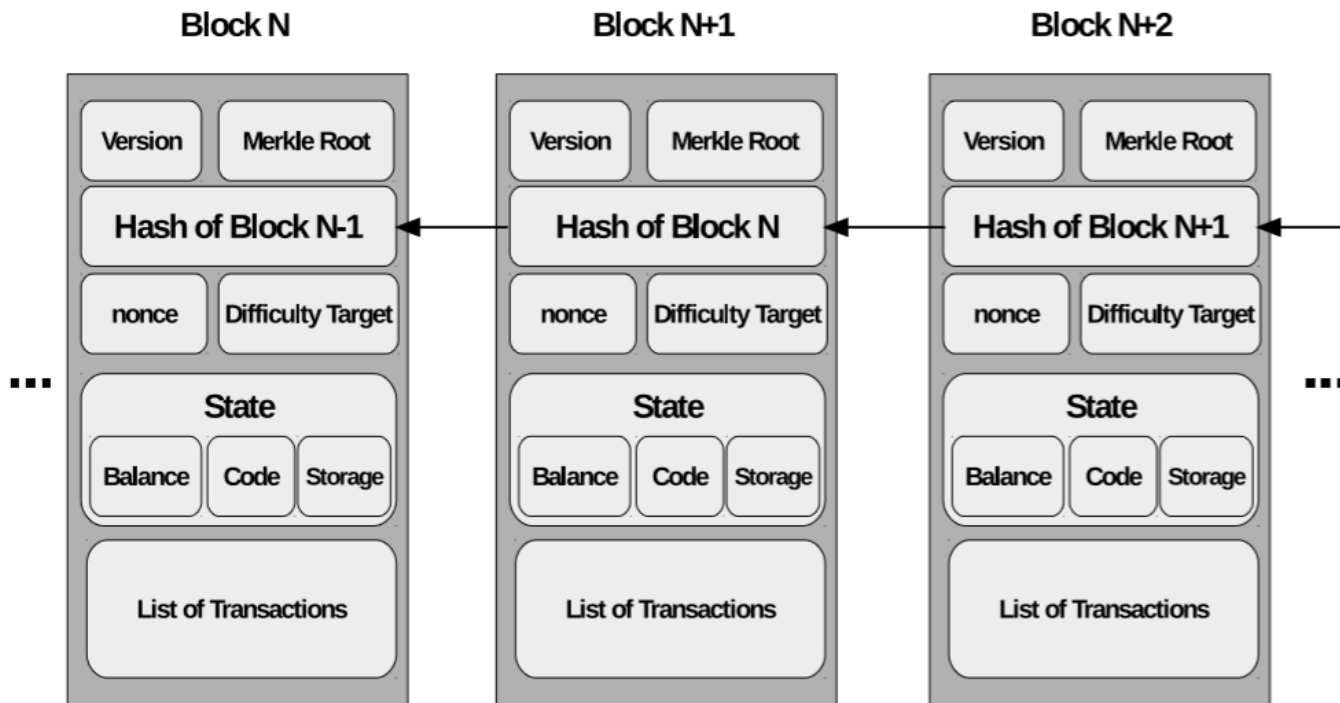 Block N Block N+1 Block N+2
Version Merkle Root Version Merkle Root Version Merkle Root
Hash of Block N-1 Hash of Block N Hash of Block N+1
nonce Difficulty Target nonce Difficulty Target nonce Difficulty Target
... ...
State State State
Balance Code Storage Balance Code Storage Balance Code Storage
List of Transactions List of Transactions List of Transactions